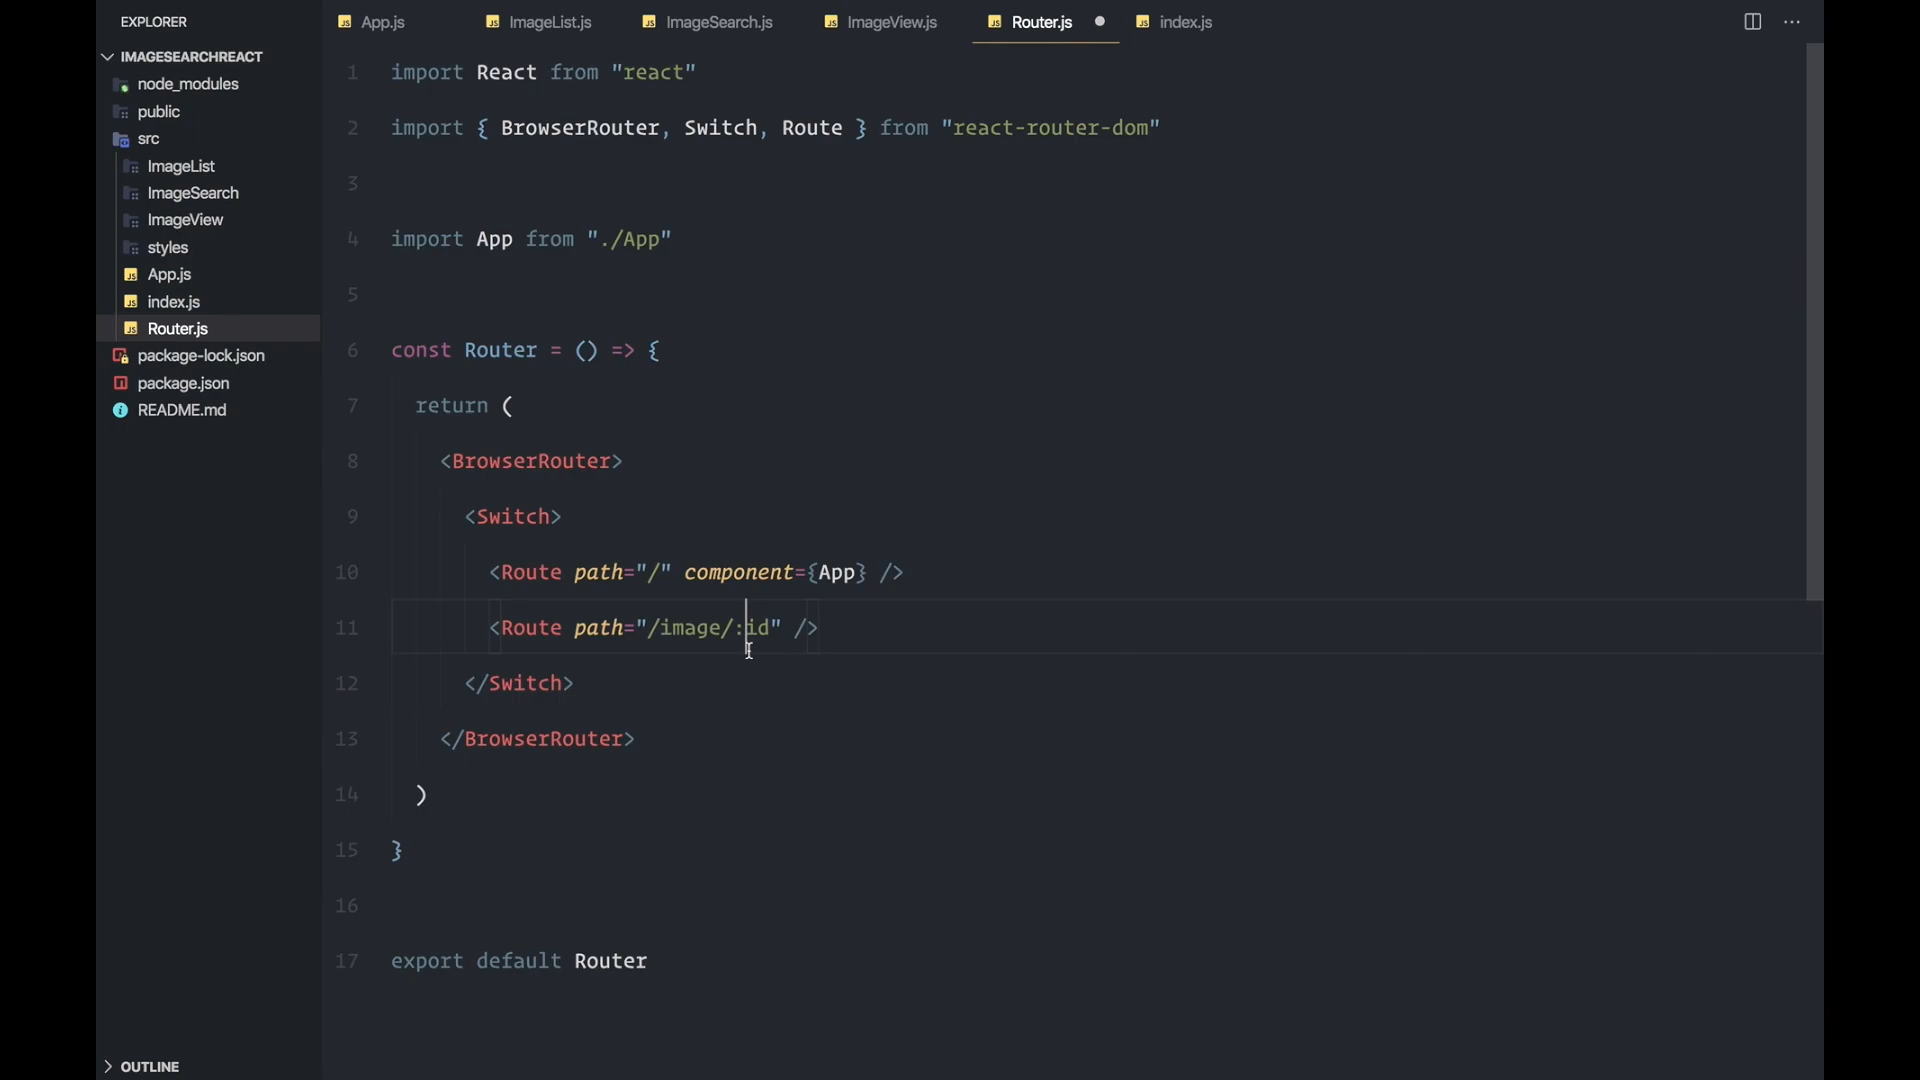 EXPLORER
IMAGESEARCHREACT
node_modules
public
src
ImageList
ImageSearch
ImageView
styles
App.js
index.js
Router.js
package-lock.json
package.json
README.md
OUTLINE
App.js ImageList.js ImageSearch.js ImageView.js Router.js index.js
1 import React from "react"
2 import { BrowserRouter, Switch, Route } from "react-router-dom"
3
4 import App from "./App"
5
6 const Router = () => {
7 return (
8 <BrowserRouter>
9 <Switch>
10 <Route path="/" component={App} />
11 <Route path="/image/:id" />
12 </Switch>
13 </BrowserRouter>
14 )
15 }
16
17 export default Router